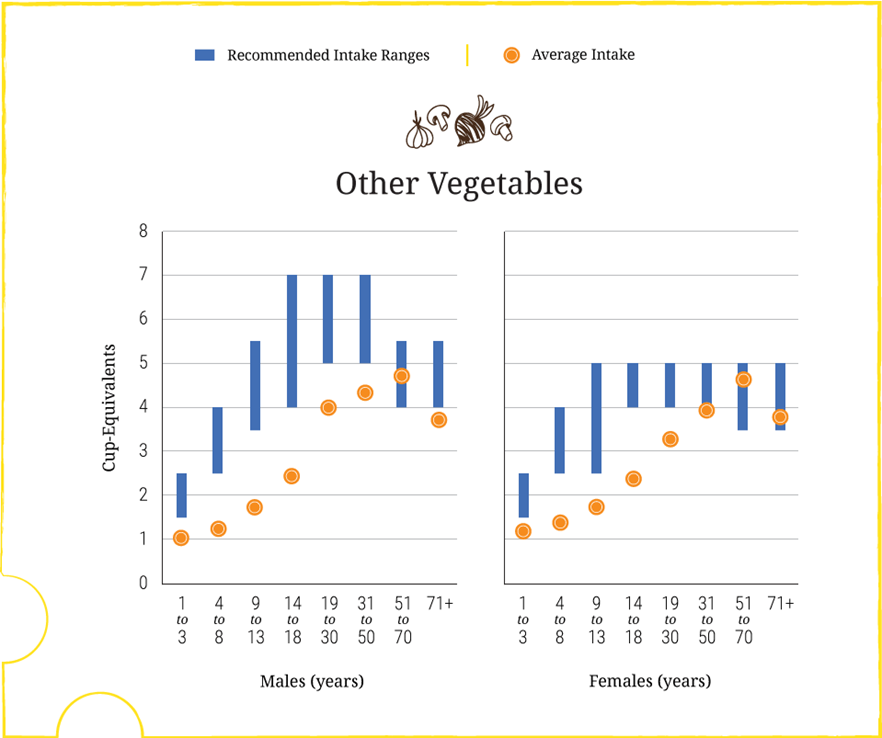 Recommended Intake Ranges
Average Intake
Other Vegetables
Cup-Equivalents
8
7
6
5
4
3
2
1
0
1 4 9 14 19 31 51 71+
to to to to to to to
3 8 13 18 30 50 70
Males (years)
1 4 9 14 19 31 51 71+
to to to to to to to
3 8 13 18 30 50 70
Females (years)